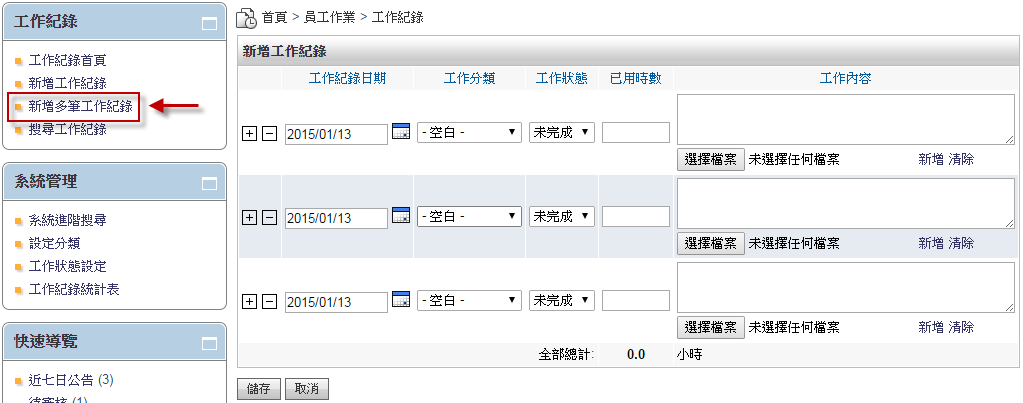 工作紀錄
工作紀錄首頁
新增工作紀錄
新增多筆工作紀錄
搜尋工作紀錄
系統管理
系統進階搜尋
設定分類
工作狀態設定
工作紀錄統計表
快速導覽
近七日公告 (3)
待審核 (1)
首頁 > 員工作業 > 工作紀錄
新增工作紀錄
工作紀錄日期 工作分類 工作狀態 已用時數 工作內容
2015/01/13 - 空白 - 未完成
選擇檔案 未選擇任何檔案 新增 清除
2015/01/13 - 空白 - 未完成
選擇檔案 未選擇任何檔案 新增 清除
2015/01/13 - 空白 - 未完成
選擇檔案 未選擇任何檔案 新增 清除
全部總計: 0.0 小時
儲存 取消